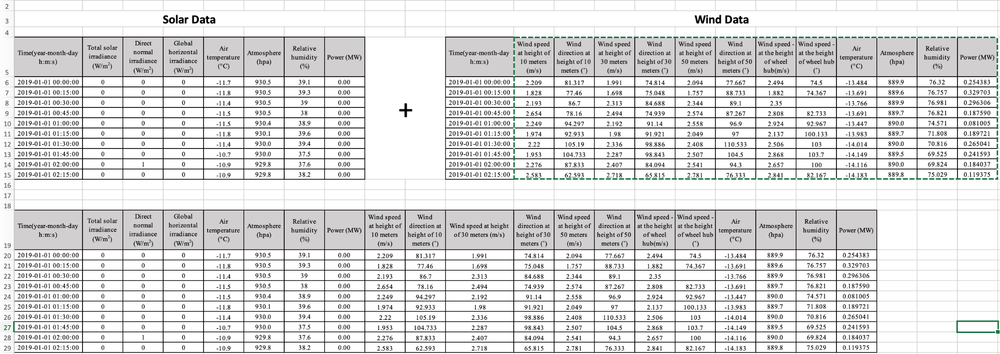 2
3 Solar Data Wind Data
4
5 Time(year-month-day h:m:s) Total solar irradiance (W/m²) Direct normal irradiance (W/m²) Global horizontal irradiance (W/m²) Air temperature (°C) Atmosphere (hpa) Relative humidity (%) Power (MW) Time(year-month-day h:m:s) Wind speed at height of 10 meters (m/s) Wind direction at height of 10 meters (˚) Wind speed at height of 30 meters (m/s) Wind direction at height of 30 meters (˚) Wind speed at height of 50 meters (m/s) Wind direction at height of 50 meters (˚) Wind speed - at the height of wheel hub(m/s) Wind speed - at the height of wheel hub (˚) Air temperature (°C) Atmosphere (hpa) Relative humidity (%) Power (MW)
6 2019-01-01 00:00:00 0 0 0 -11.7 930.5 39.1 0.00 2019-01-01 00:00:00 2.209 81.317 1.991 74.814 2.094 77.667 2.494 74.5 -13.484 889.9 76.32 0.254383
7 2019-01-01 00:15:00 0 0 0 -11.8 930.5 39.3 0.00 2019-01-01 00:15:00 1.828 77.46 1.698 75.048 1.757 88.733 1.882 74.367 -13.691 889.6 76.757 0.329703
8 2019-01-01 00:30:00 0 0 0 -11.4 930.5 39 0.00 + 2019-01-01 00:30:00 2.193 86.7 2.313 84.688 2.344 89.1 2.35 -13.766 889.9 76.981 0.296306
9 2019-01-01 00:45:00 0 0 0 -11.5 930.5 38 0.00 2019-01-01 00:45:00 2.654 78.16 2.494 74.939 2.574 87.267 2.808 82.733 -13.691 889.7 76.821 0.187590
10 2019-01-01 01:00:00 0 0 0 -11.5 930.4 38.9 0.00 2019-01-01 01:00:00 2.249 94.297 2.192 91.14 2.558 96.9 2.924 92.967 -13.447 890.0 74.571 0.081005
11 2019-01-01 01:15:00 0 0 0 -11.8 930.1 39.6 0.00 2019-01-01 01:15:00 1.974 92.933 1.98 91.921 2.049 97 2.137 100.133 -13.983 889.7 71.808 0.189721
12 2019-01-01 01:30:00 0 0 0 -11.4 930.0 39.4 0.00 2019-01-01 01:30:00 2.22 105.19 2.336 98.886 2.408 110.533 2.506 103 -14.014 890.0 70.816 0.265041
13 2019-01-01 01:45:00 0 0 0 -10.7 930.0 37.5 0.00 2019-01-01 01:45:00 1.953 104.733 2.287 98.843 2.507 104.5 2.868 103.7 -14.149 889.5 69.525 0.241593
14 2019-01-01 02:00:00 0 1 0 -10.9 929.8 37.6 0.00 2019-01-01 02:00:00 2.276 87.833 2.407 84.094 2.541 94.3 2.657 100 -14.116 890.0 69.824 0.184037
15 2019-01-01 02:15:00 0 0 0 -10.9 929.8 38.2 0.00 2019-01-01 02:15:00 2.583 62.593 2.718 65.815 2.781 76.333 2.841 82.167 -14.183 889.8 75.029 0.119375
16
17
18
19 Time(year-month-day h:m:s) Total solar irradiance (W/m²) Direct normal irradiance (W/m²) Global horizontal irradiance (W/m²) Air temperature (°C) Atmosphere (hpa) Relative humidity (%) Power (MW) Wind speed at height of 10 meters (m/s) Wind direction at height of 10 meters (˚) Wind speed at height of 30 meters (m/s) Wind direction at height of 30 meters (˚) Wind speed at height of 50 meters (m/s) Wind direction at height of 50 meters (˚) Wind speed - at the height of wheel hub(m/s) Wind speed - at the height of wheel hub (˚) Air temperature (°C) Atmosphere (hpa) Relative humidity (%) Power (MW)
20 2019-01-01 00:00:00 0 0 0 -11.7 930.5 39.1 0.00 2.209 81.317 1.991 74.814 2.094 77.667 2.494 74.5 -13.484 889.9 76.32 0.254383
21 2019-01-01 00:15:00 0 0 0 -11.8 930.5 39.3 0.00 1.828 77.46 1.698 75.048 1.757 88.733 1.882 74.367 -13.691 889.6 76.757 0.329703
22 2019-01-01 00:30:00 0 0 0 -11.4 930.5 39 0.00 2.193 86.7 2.313 84.688 2.344 89.1 2.35 -13.766 889.9 76.981 0.296306
23 2019-01-01 00:45:00 0 0 0 -11.5 930.5 38 0.00 2.654 78.16 2.494 74.939 2.574 87.267 2.808 82.733 -13.691 889.7 76.821 0.187590
24 2019-01-01 01:00:00 0 0 0 -11.5 930.4 38.9 0.00 2.249 94.297 2.192 91.14 2.558 96.9 2.924 92.967 -13.447 890.0 74.571 0.081005
25 2019-01-01 01:15:00 0 0 0 -11.8 930.1 39.6 0.00 1.974 92.933 1.98 91.921 2.049 97 2.137 100.133 -13.983 889.7 71.808 0.189721
26 2019-01-01 01:30:00 0 0 0 -11.4 930.0 39.4 0.00 2.22 105.19 2.336 98.886 2.408 110.533 2.506 103 -14.014 890.0 70.816 0.265041
27 2019-01-01 01:45:00 0 0 0 -10.7 930.0 37.5 0.00 1.953 104.733 2.287 98.843 2.507 104.5 2.868 103.7 -14.149 889.5 69.525 0.241593
28 2019-01-01 02:00:00 0 1 0 -10.9 929.8 37.6 0.00 2.276 87.833 2.407 84.094 2.541 94.3 2.657 100 -14.116 890.0 69.824 0.184037
29 2019-01-01 02:15:00 0 0 0 -10.9 929.8 38.2 0.00 2.583 62.593 2.718 65.815 2.781 76.333 2.841 82.167 -14.183 889.8 75.029 0.119375